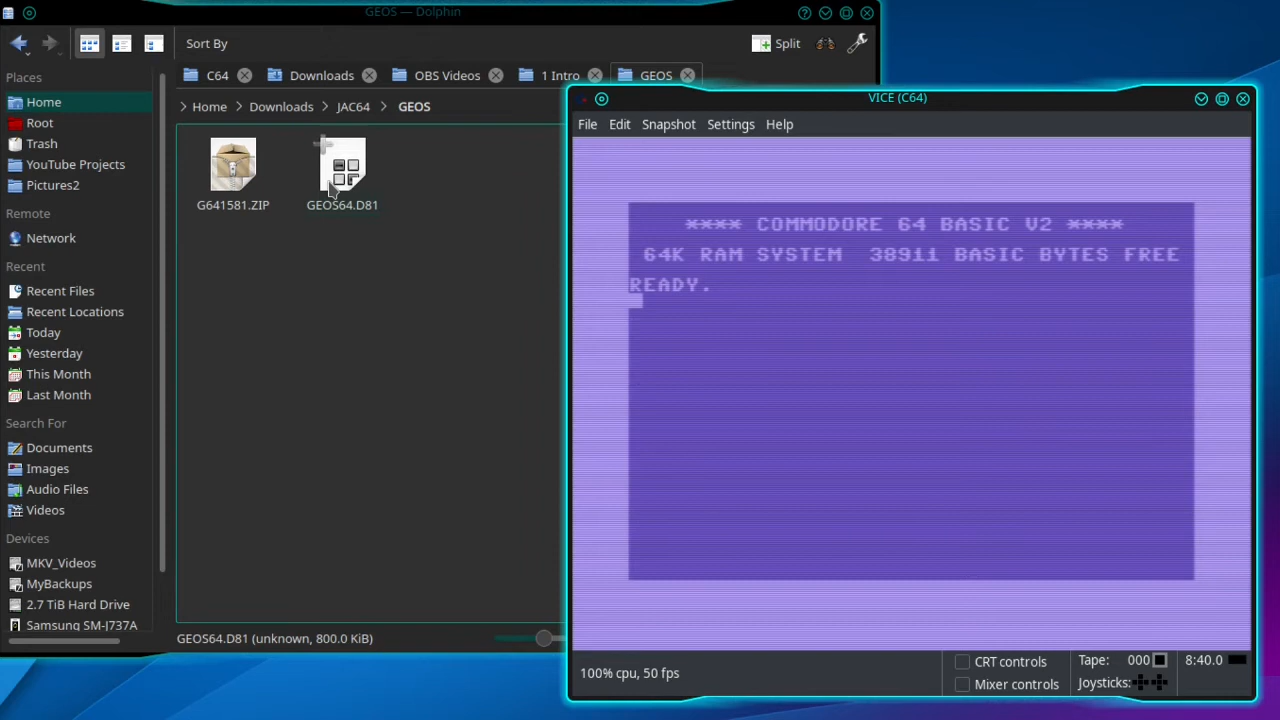 GEOS — Dolphin
Sort By
Split
Places
Home
Root
Trash
YouTube Projects
Pictures2
Remote
Network
Recent
Recent Files
Recent Locations
Today
Yesterday
This Month
Last Month
Search For
Documents
Images
Audio Files
Videos
Devices
MKV_Videos
MyBackups
2.7 TiB Hard Drive
Samsung SM-J737A
C64
Downloads
OBS Videos
1 Intro
GEOS
Home
Downloads
JAC64
GEOS
G641581.ZIP
GEOS64.D81
GEOS64.D81 (unknown, 800.0 KiB)
VICE (C64)
File Edit Snapshot Settings Help
**** COMMODORE 64 BASIC V2 ****
64K RAM SYSTEM 38911 BASIC BYTES FREE
READY.
100% cpu, 50 fps
CRT controls
Mixer controls
Tape: 000
Joysticks:
8:40.0